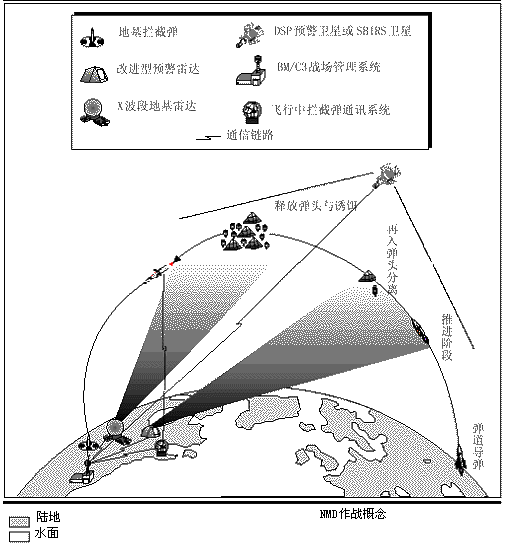 地基拦截弹
DSP预警卫星或SBIRS卫星
改进型预警雷达
BM/C3战场管理系统
X波段地基雷达
飞行中拦截弹通讯系统
通信链路
释放弹头与诱饵
再入弹头分离
推进阶段
弹道导弹
陆地
水面
NMD作战概念